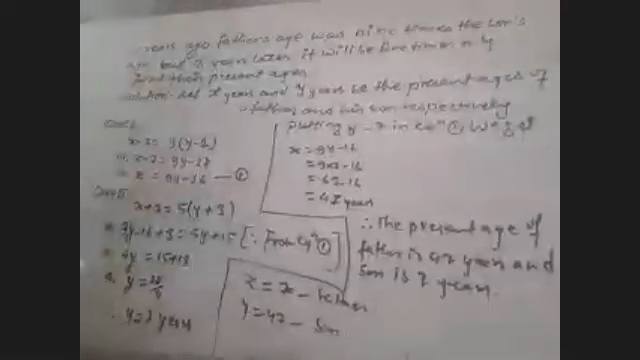 years ago father's age was nine times the son's
age but 3 years later it will be five times only
find their present ages
solution - Let x years and y years be the present ages of
father and his son respectively
Case I
x-2 = 9(y-2)
x-2 = 9y-18
x = 9y-16 — ①
Case II
x+3 = 5(y+3)
9y-16+3 = 5y+15 [∵ From eqn ①]
4y = 15+13
y = 28/4
y = 7 years
putting y = 7 in eqn ①, we get
x = 9y-16
= 9×7-16
= 63-16
= 47 years
∴ The present age of
father is 47 years and
son is 7 years.
x = 7 — father
y = 47 — son